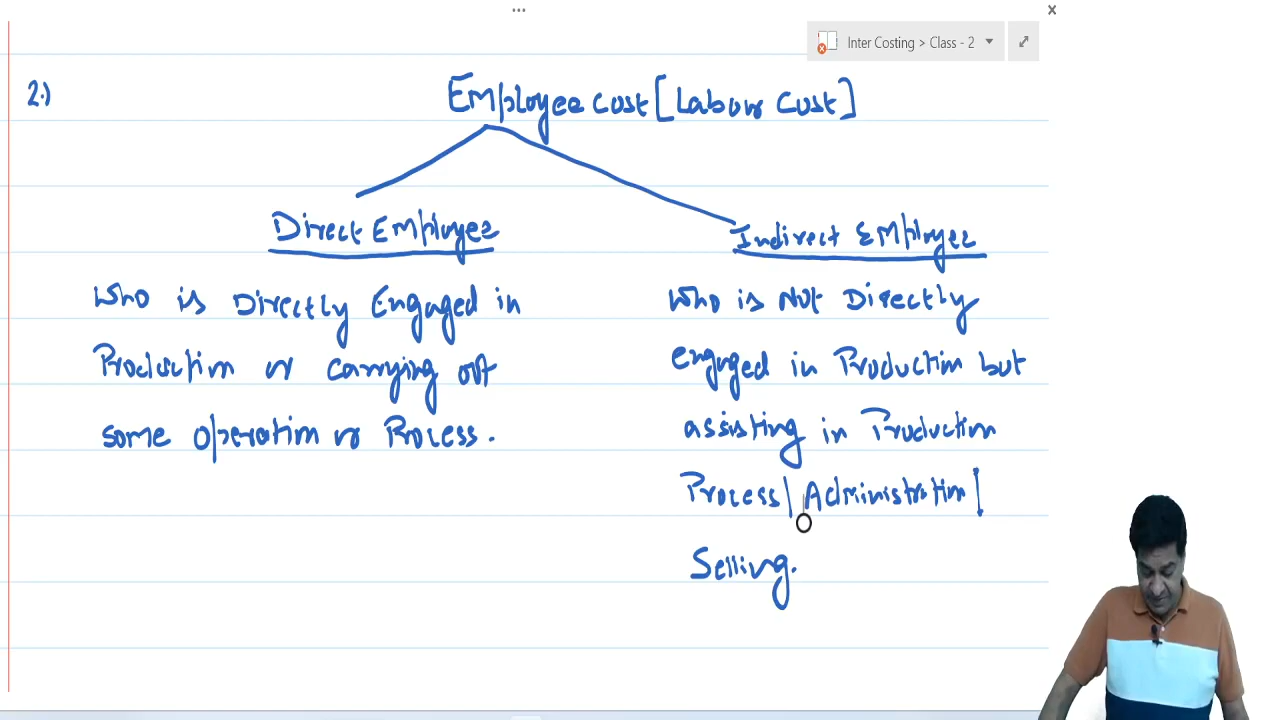 Inter Costing > Class - 2
2.)
Employee Cost [Labour Cost]
Direct Employee
Indirect Employee
Who is Directly Engaged in
Production or carrying out
some operation or Process.
Who is Not Directly
engaged in Production but
assisting in Production
Process/ Administration/
Selling.